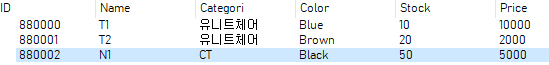 ID Name Categori Color Stock Price
880000 T1 유니트체어 Blue 10 10000
880001 T2 유니트체어 Brown 20 2000
880002 N1 CT Black 50 5000